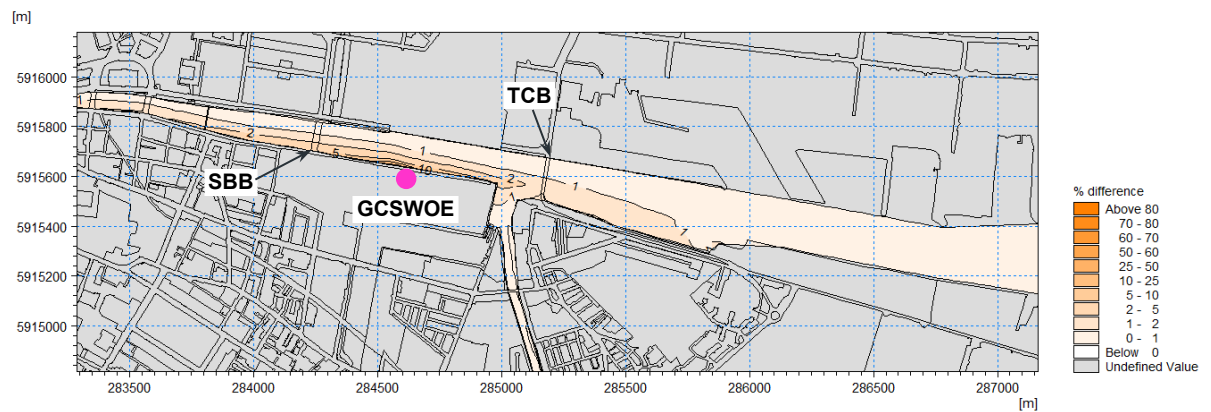 [m]
5916000
5915800
5915600
5915400
5915200
5915000
283500 284000 284500 285000 285500 286000 286500 287000
[m]
TCB
SBB
GCSWOE
1
2
1
10
2
1
1
% difference
Above 80
70 - 80
60 - 70
50 - 60
25 - 50
10 - 25
5 - 10
2 - 5
1 - 2
0 - 1
Below 0
Undefined Value